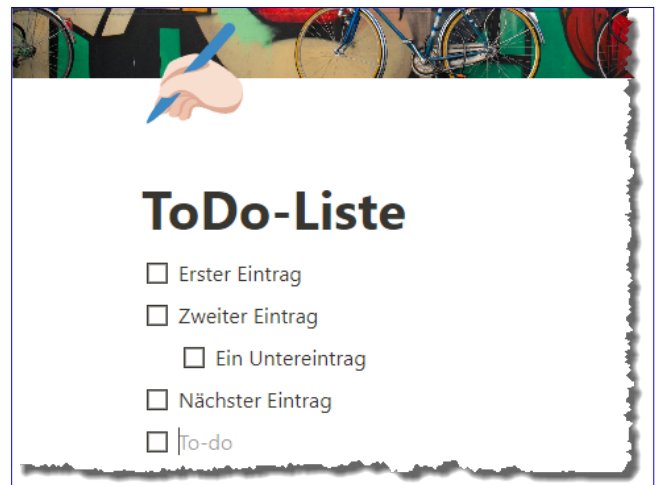 ToDo-Liste
Erster Eintrag
Zweiter Eintrag
Ein Untereintrag
Nächster Eintrag
To-do